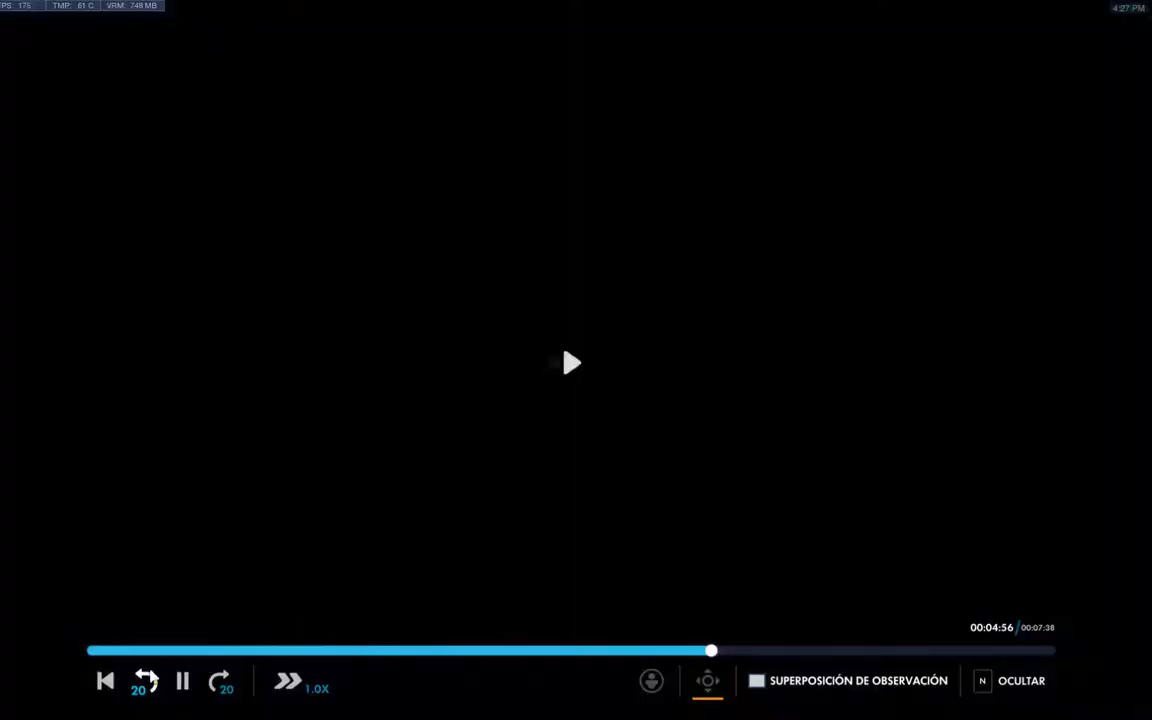 PS: 175 TMP: 61 C VRM: 748 MB
4:27 PM
00:04:56 / 00:07:38
20 20 1.0X SUPERPOSICIÓN DE OBSERVACIÓN N OCULTAR